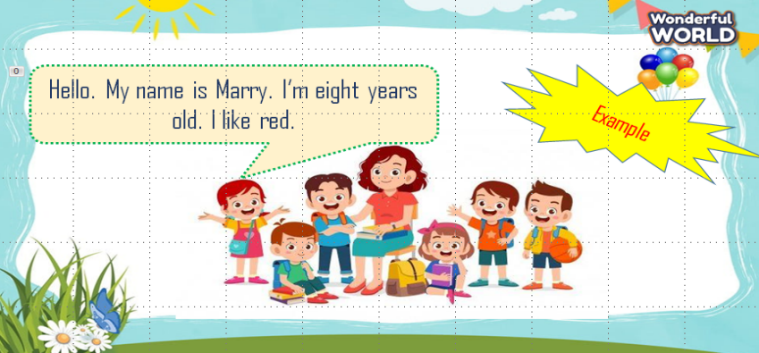 Wonderful
WORLD
Hello. My name is Marry. I'm eight years
old. I like red.
Example